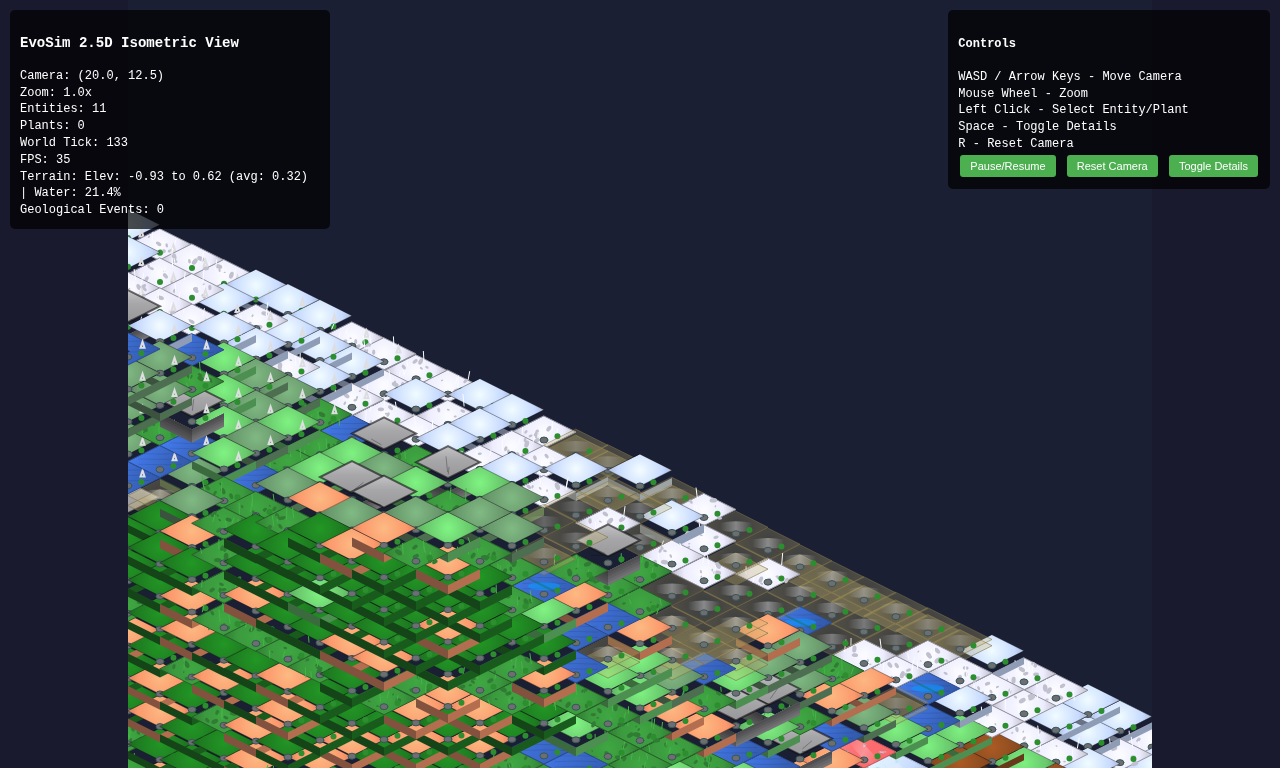 EvoSim 2.5D Isometric View
Camera: (20.0, 12.5)
Zoom: 1.0x
Entities: 11
Plants: 0
World Tick: 133
FPS: 35
Terrain: Elev: -0.93 to 0.62 (avg: 0.32)
| Water: 21.4%
Geological Events: 0
Controls
WASD / Arrow Keys - Move Camera
Mouse Wheel - Zoom
Left Click - Select Entity/Plant
Space - Toggle Details
R - Reset Camera
Pause/Resume Reset Camera Toggle Details